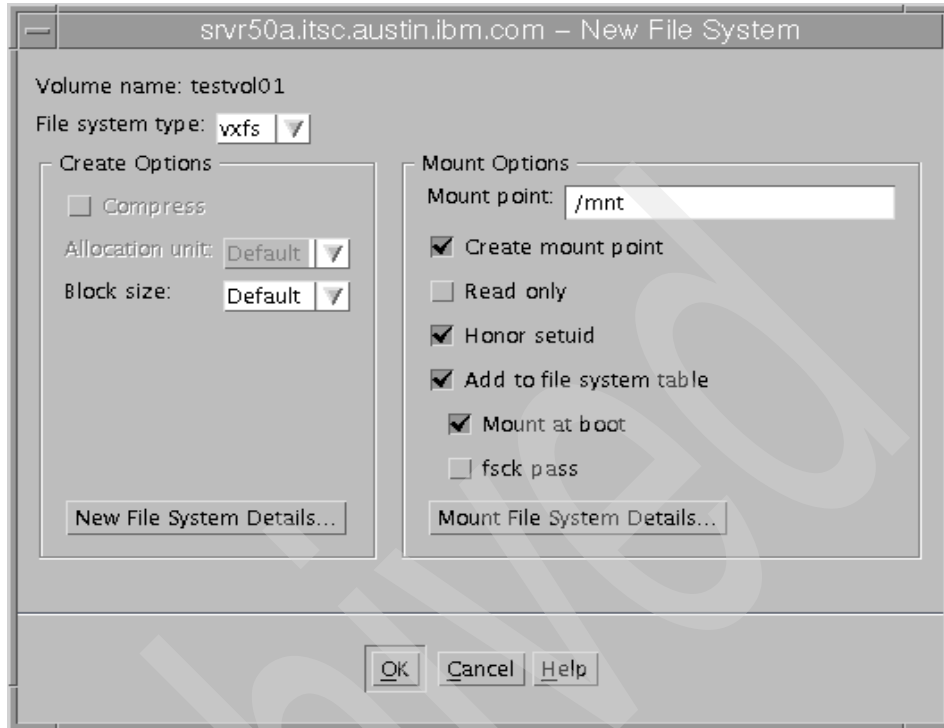 srvr50a.itsc.austin.ibm.com – New File System
Volume name: testvol01
File system type: vxfs
Create Options
Compress
Allocation unit: Default
Block size: Default
New File System Details...
Mount Options
Mount point: /mnt
Create mount point
Read only
Honor setuid
Add to file system table
Mount at boot
fsck pass
Mount File System Details...
OK Cancel Help